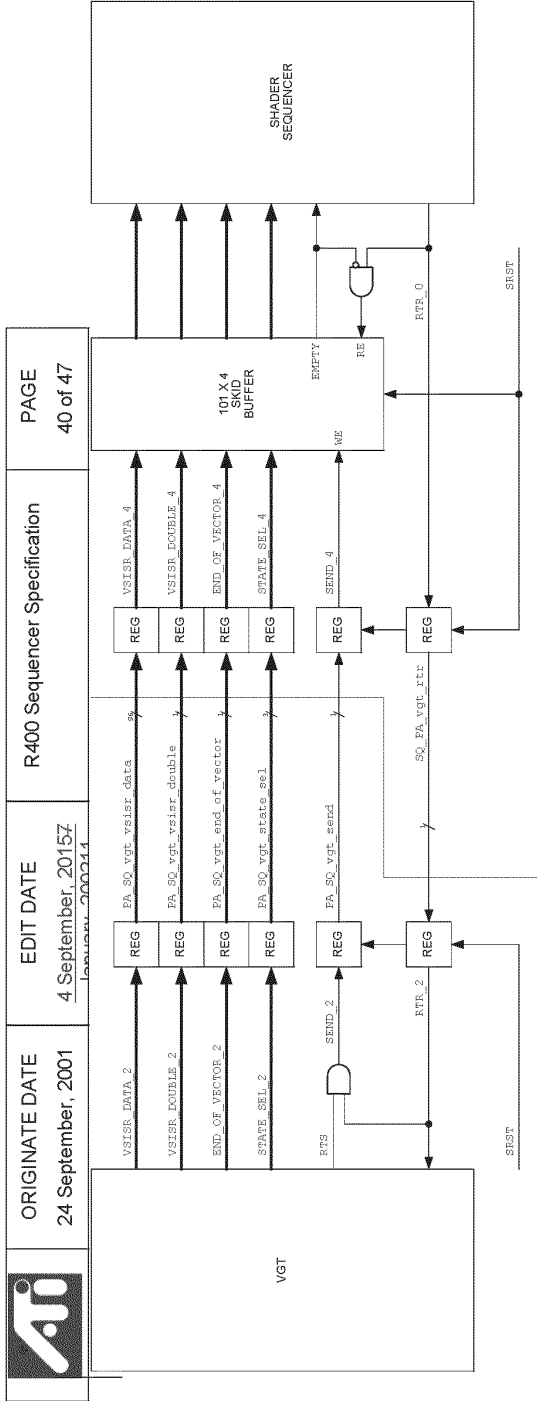 ATI
ORIGINATE DATE
24 September, 2001
EDIT DATE
4 September, 20157
R400 Sequencer Specification
PAGE
40 of 47
VGT
VSISR_DATA_2
VSISR_DOUBLE_2
END_OF_VECTOR_2
STATE_SEL_2
RTS
SEND_2
RTR_2
SRST
REG
REG
REG
REG
REG
REG
PA_SQ_vgt_vsisr_data
96
PA_SQ_vgt_vsisr_double
PA_SQ_vgt_end_of_vector
PA_SQ_vgt_state_sel
PA_SQ_vgt_send
SQ_PA_vgt_rtr
REG
REG
REG
REG
REG
REG
VSISR_DATA_4
VSISR_DOUBLE_4
END_OF_VECTOR_4
STATE_SEL_4
SEND_4
101 X 4
SKID
BUFFER
WE
EMPTY
RE
RTR_0
SRST
SHADER
SEQUENCER